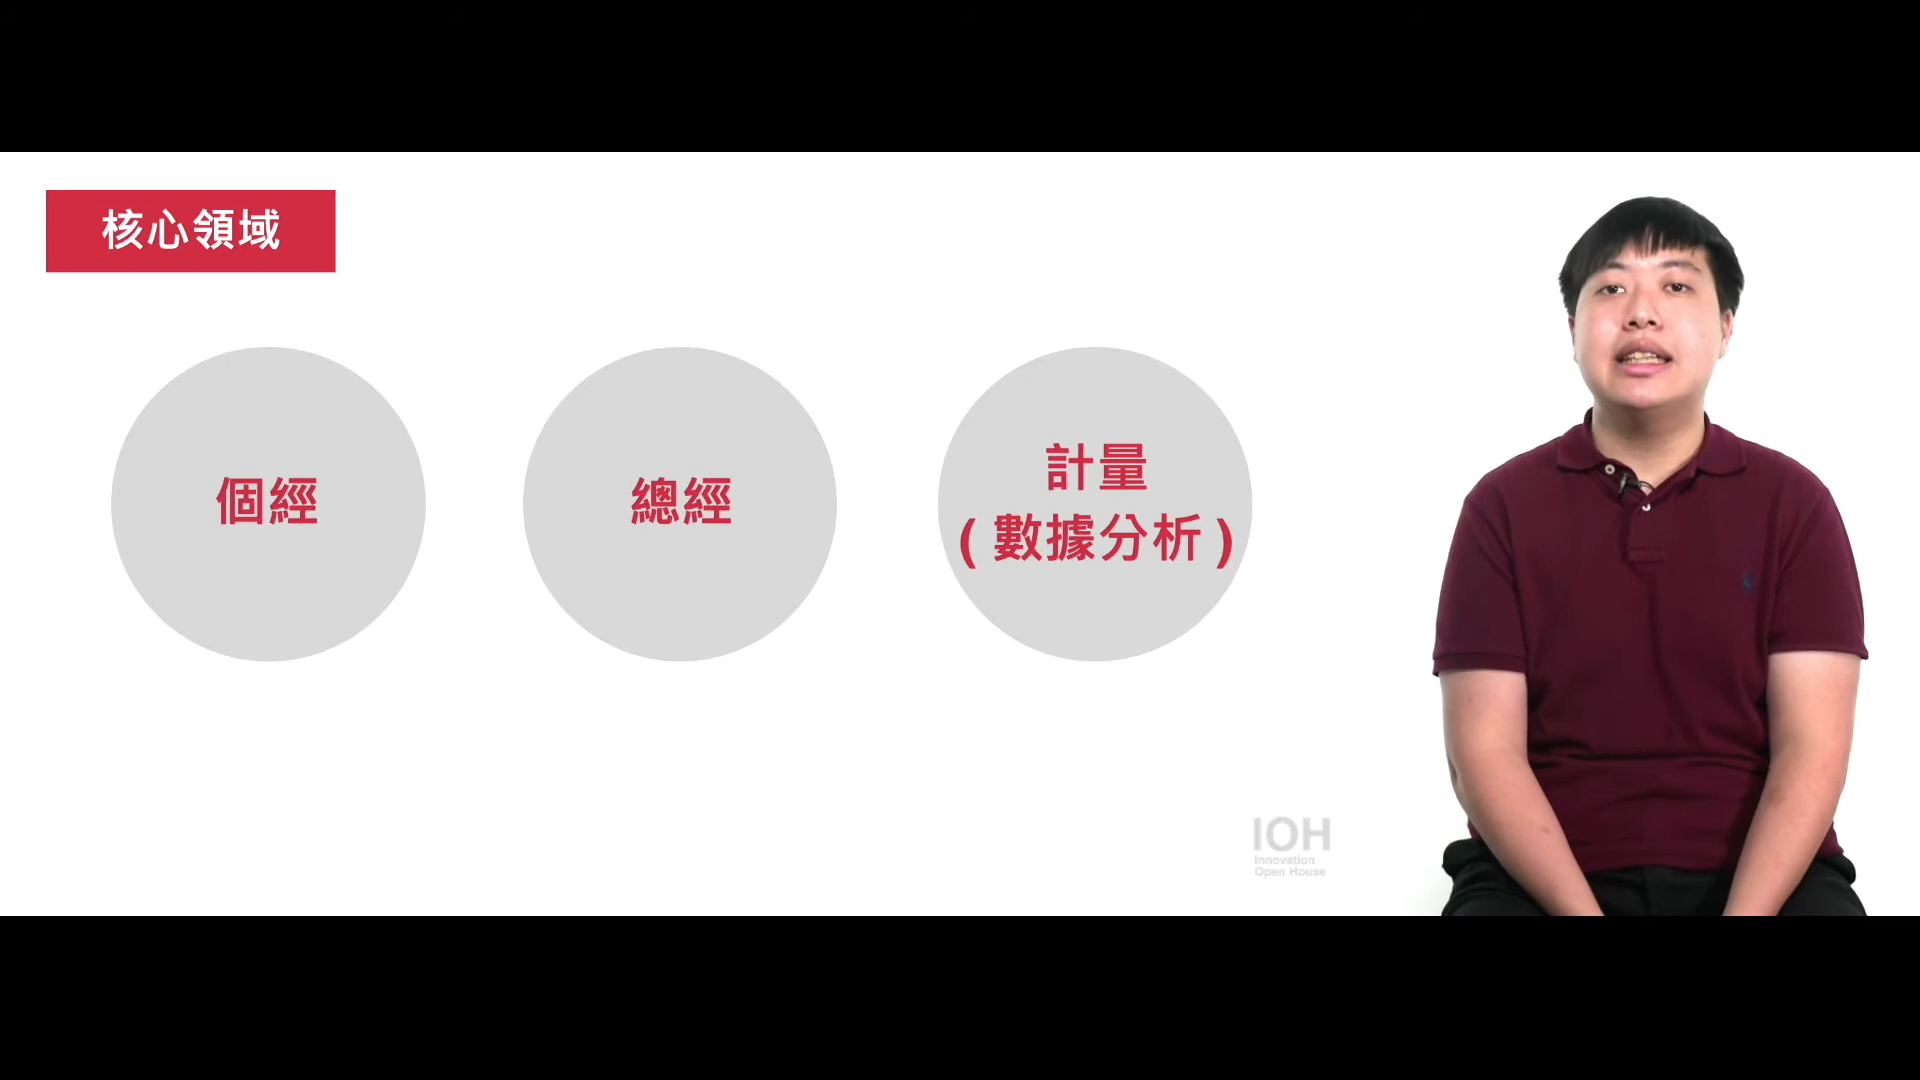 核心領域
個經
總經
計量
( 數據分析 )
IOH
Innovation
Open House